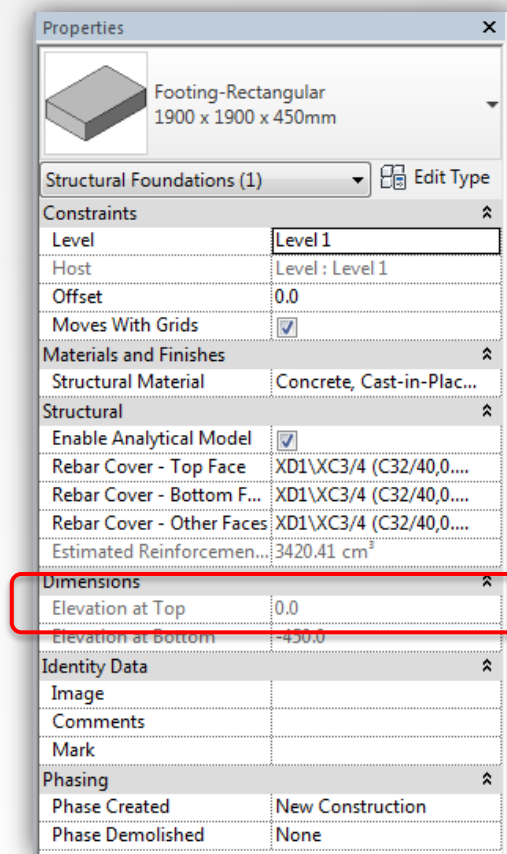 Properties
Footing-Rectangular
1900 x 1900 x 450mm
Structural Foundations (1) Edit Type
Constraints
Level Level 1
Host Level : Level 1
Offset 0.0
Moves With Grids
Materials and Finishes
Structural Material Concrete, Cast-in-Plac...
Structural
Enable Analytical Model
Rebar Cover - Top Face XD1\XC3/4 (C32/40,0....
Rebar Cover - Bottom F... XD1\XC3/4 (C32/40,0....
Rebar Cover - Other Faces XD1\XC3/4 (C32/40,0....
Estimated Reinforcemen... 3420.41 cm³
Dimensions
Elevation at Top 0.0
Elevation at Bottom -450.0
Identity Data
Image
Comments
Mark
Phasing
Phase Created New Construction
Phase Demolished None